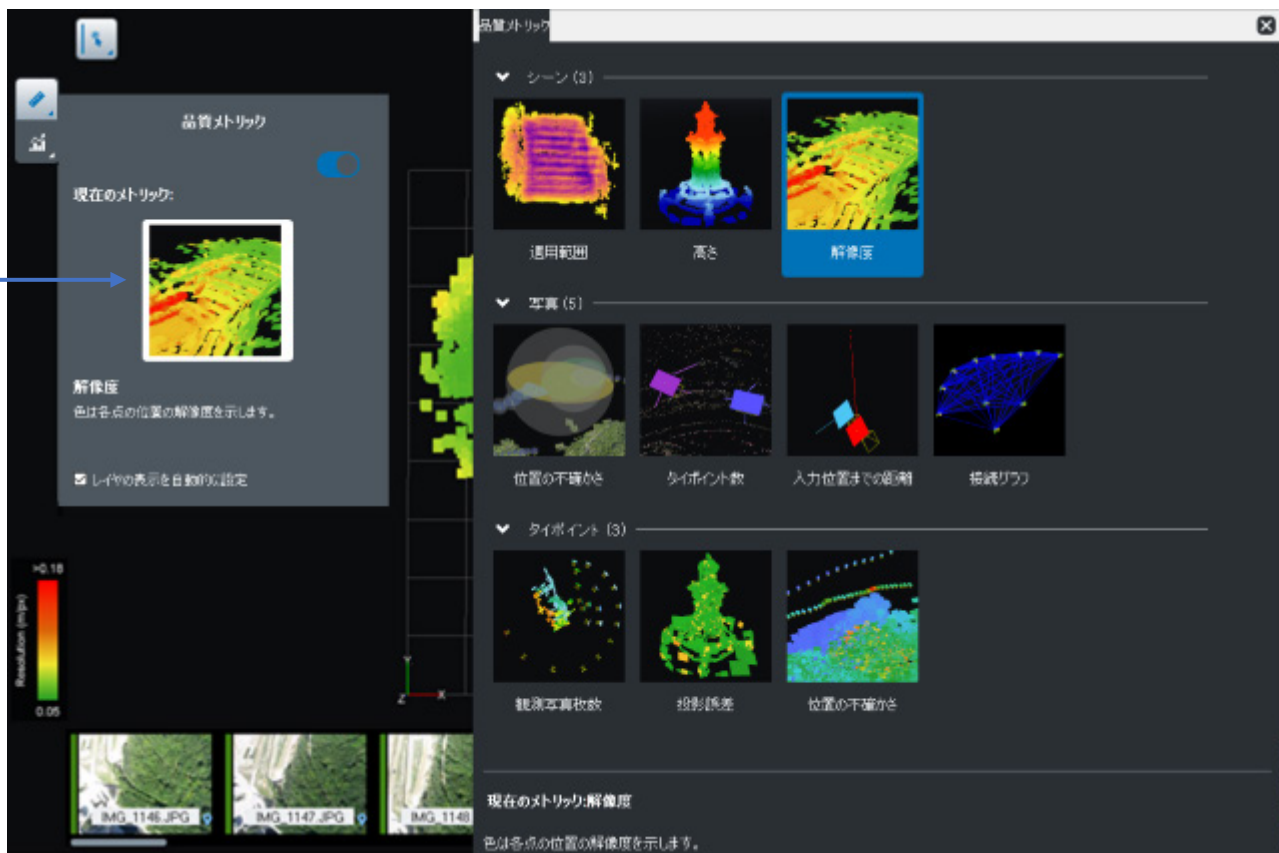 品質メトリック
現在のメトリック:
解像度
色は各点の位置の解像度を示します。
レイヤの表示を自動的に設定
>0.18
Resolution (m/px)
0.05
Y
Z
X
IMG_1146.JPG
IMG_1147.JPG
IMG_1148
品質メトリック
シーン (3)
適用範囲
高さ
解像度
写真 (5)
位置の不確かさ
タイポイント数
入力位置までの距離
接続グラフ
タイポイント (3)
観測写真枚数
投影誤差
位置の不確かさ
現在のメトリック:解像度
色は各点の位置の解像度を示します。